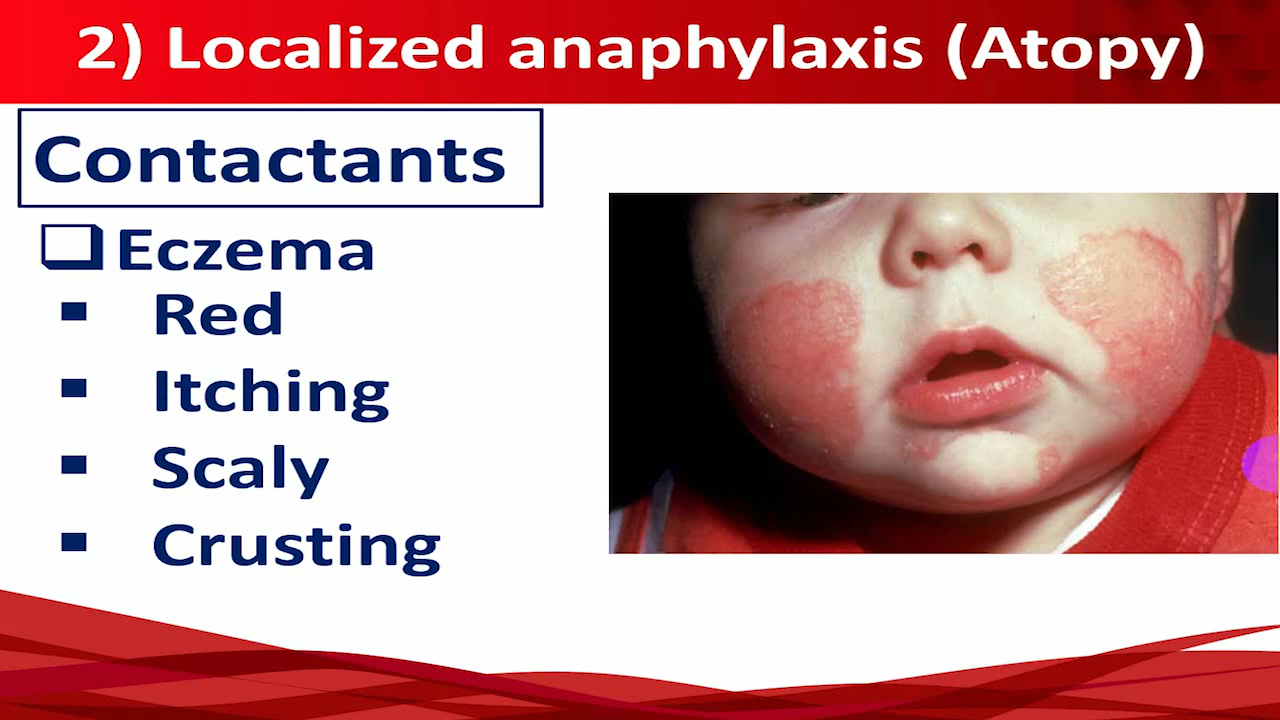 2) Localized anaphylaxis (Atopy)
Contactants
Eczema
Red
Itching
Scaly
Crusting